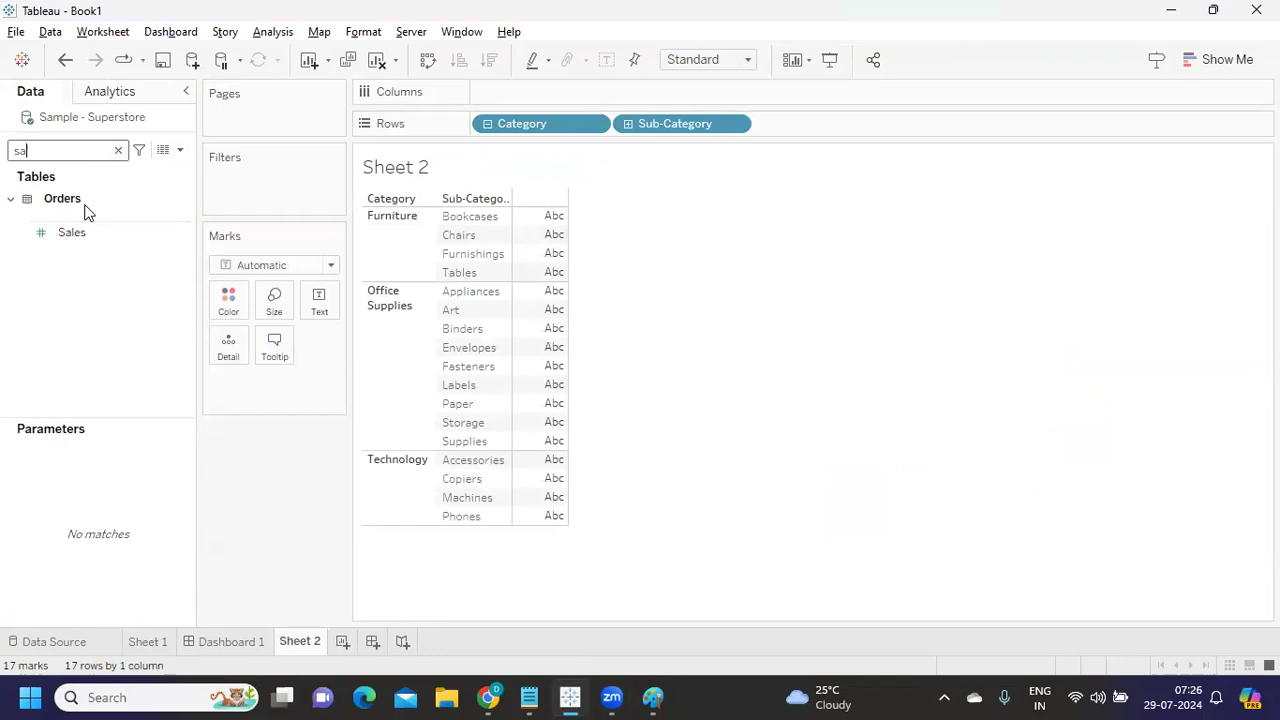 Tableau - Book1
File Data Worksheet Dashboard Story Analysis Map Format Server Window Help
Standard
Show Me
Data Analytics
Sample - Superstore
sa
Tables
Orders
Sales
Parameters
No matches
Pages
Filters
Marks
Automatic
Color Size Text
Detail Tooltip
Columns
Rows Category Sub-Category
Sheet 2
Category Sub-Catego..
Furniture Bookcases Abc
Chairs Abc
Furnishings Abc
Tables Abc
Office Supplies Appliances Abc
Art Abc
Binders Abc
Envelopes Abc
Fasteners Abc
Labels Abc
Paper Abc
Storage Abc
Supplies Abc
Technology Accessories Abc
Copiers Abc
Machines Abc
Phones Abc
Data Source Sheet 1 Dashboard 1 Sheet 2
17 marks 17 rows by 1 column
Search
25°C
Cloudy
ENG
IN
07:26
29-07-2024
PRE